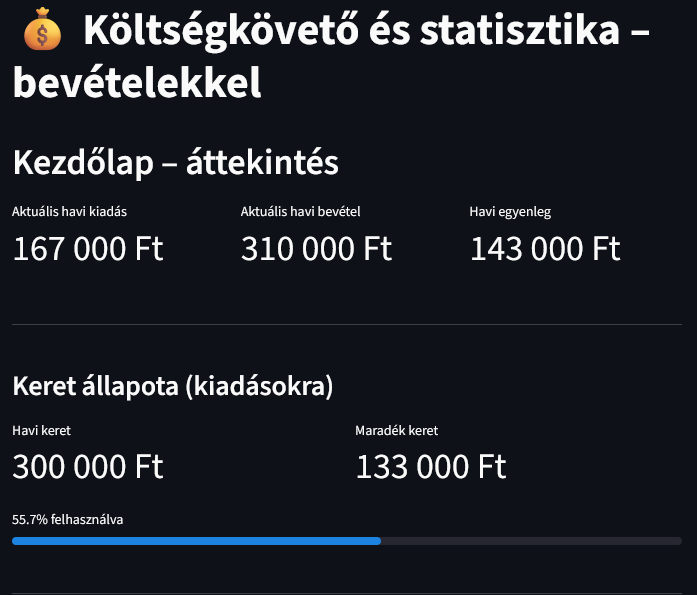 Költségkövető és statisztika –
bevételekkel
Kezdőlap – áttekintés
Aktuális havi kiadás
167 000 Ft
Aktuális havi bevétel
310 000 Ft
Havi egyenleg
143 000 Ft
Keret állapota (kiadásokra)
Havi keret
300 000 Ft
Maradék keret
133 000 Ft
55.7% felhasználva